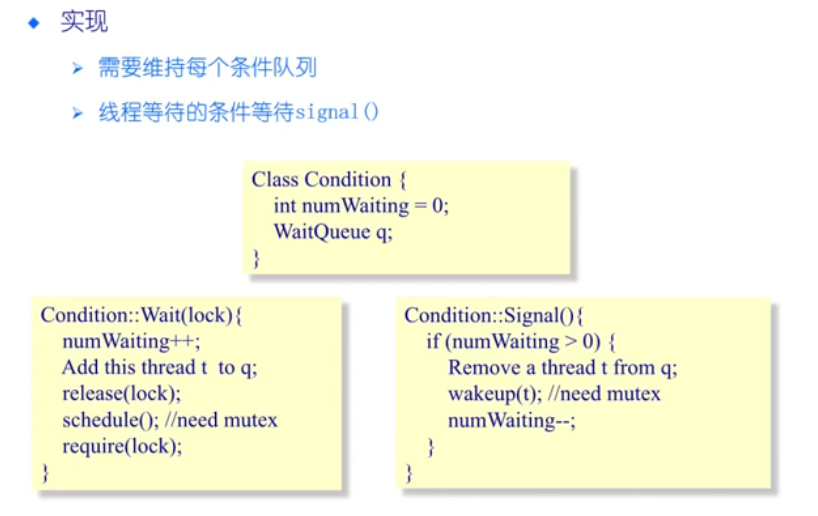 实现
需要维持每个条件队列
线程等待的条件等待signal()
Class Condition {
int numWaiting = 0;
WaitQueue q;
}
Condition::Wait(lock){
numWaiting++;
Add this thread t to q;
release(lock);
schedule(); //need mutex
require(lock);
}
Condition::Signal(){
if (numWaiting > 0) {
Remove a thread t from q;
wakeup(t); //need mutex
numWaiting--;
}
}